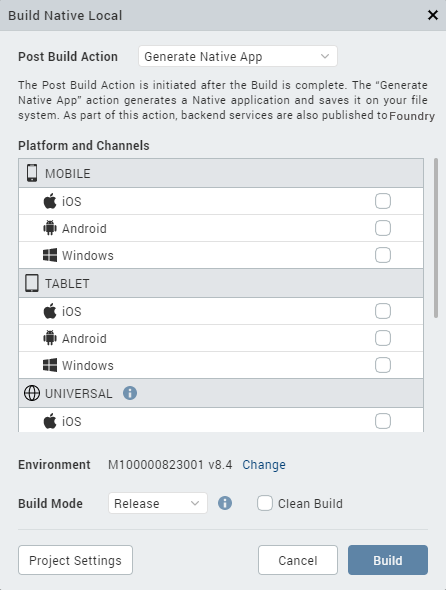 Build Native Local
Post Build Action Generate Native App
The Post Build Action is initiated after the Build is complete. The “Generate
Native App” action generates a Native application and saves it on your file
system. As part of this action, backend services are also published to Foundry
Platform and Channels
MOBILE
iOS
Android
Windows
TABLET
iOS
Android
Windows
UNIVERSAL
iOS
Environment M100000823001 v8.4 Change
Build Mode Release Clean Build
Project Settings Cancel Build